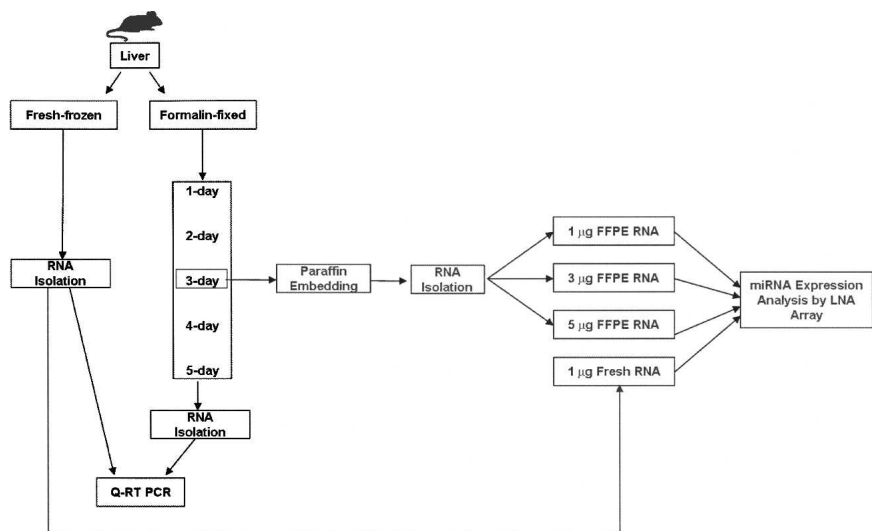 Liver
Fresh-frozen
Formalin-fixed
1-day
2-day
3-day
4-day
5-day
RNA
Isolation
RNA
Isolation
Q-RT PCR
Paraffin
Embedding
RNA
Isolation
1 μg FFPE RNA
3 μg FFPE RNA
5 μg FFPE RNA
1 μg Fresh RNA
miRNA Expression
Analysis by LNA
Array